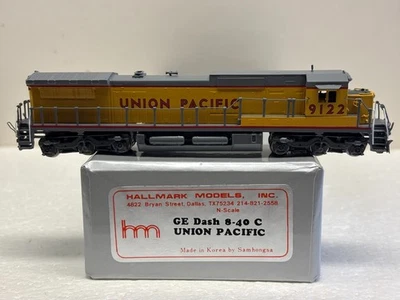 UNION PACIFIC
9122
HALLMARK MODELS, INC.
4822 Bryan Street, Dallas, TX75234 214-821-2556
N-Scale
hm
GE Dash 8-40 C
UNION PACIFIC
Made in Korea by Samhongsa